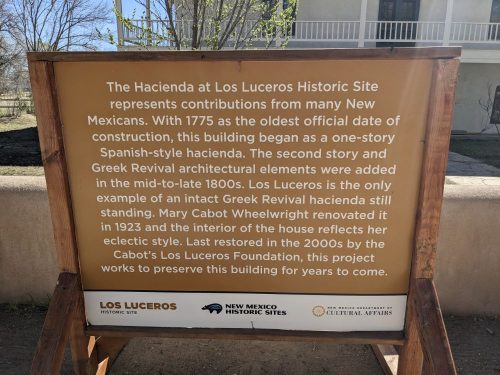 The Hacienda at Los Luceros Historic Site
represents contributions from many New
Mexicans. With 1775 as the oldest official date of
construction, this building began as a one-story
Spanish-style hacienda. The second story and
Greek Revival architectural elements were added
in the mid-to-late 1800s. Los Luceros is the only
example of an intact Greek Revival hacienda still
standing. Mary Cabot Wheelwright renovated it
in 1923 and the interior of the house reflects her
eclectic style. Last restored in the 2000s by the
Cabot's Los Luceros Foundation, this project
works to preserve this building for years to come.
LOS LUCEROS
HISTORIC SITE
NEW MEXICO
HISTORIC SITES
NEW MEXICO DEPARTMENT OF
CULTURAL AFFAIRS